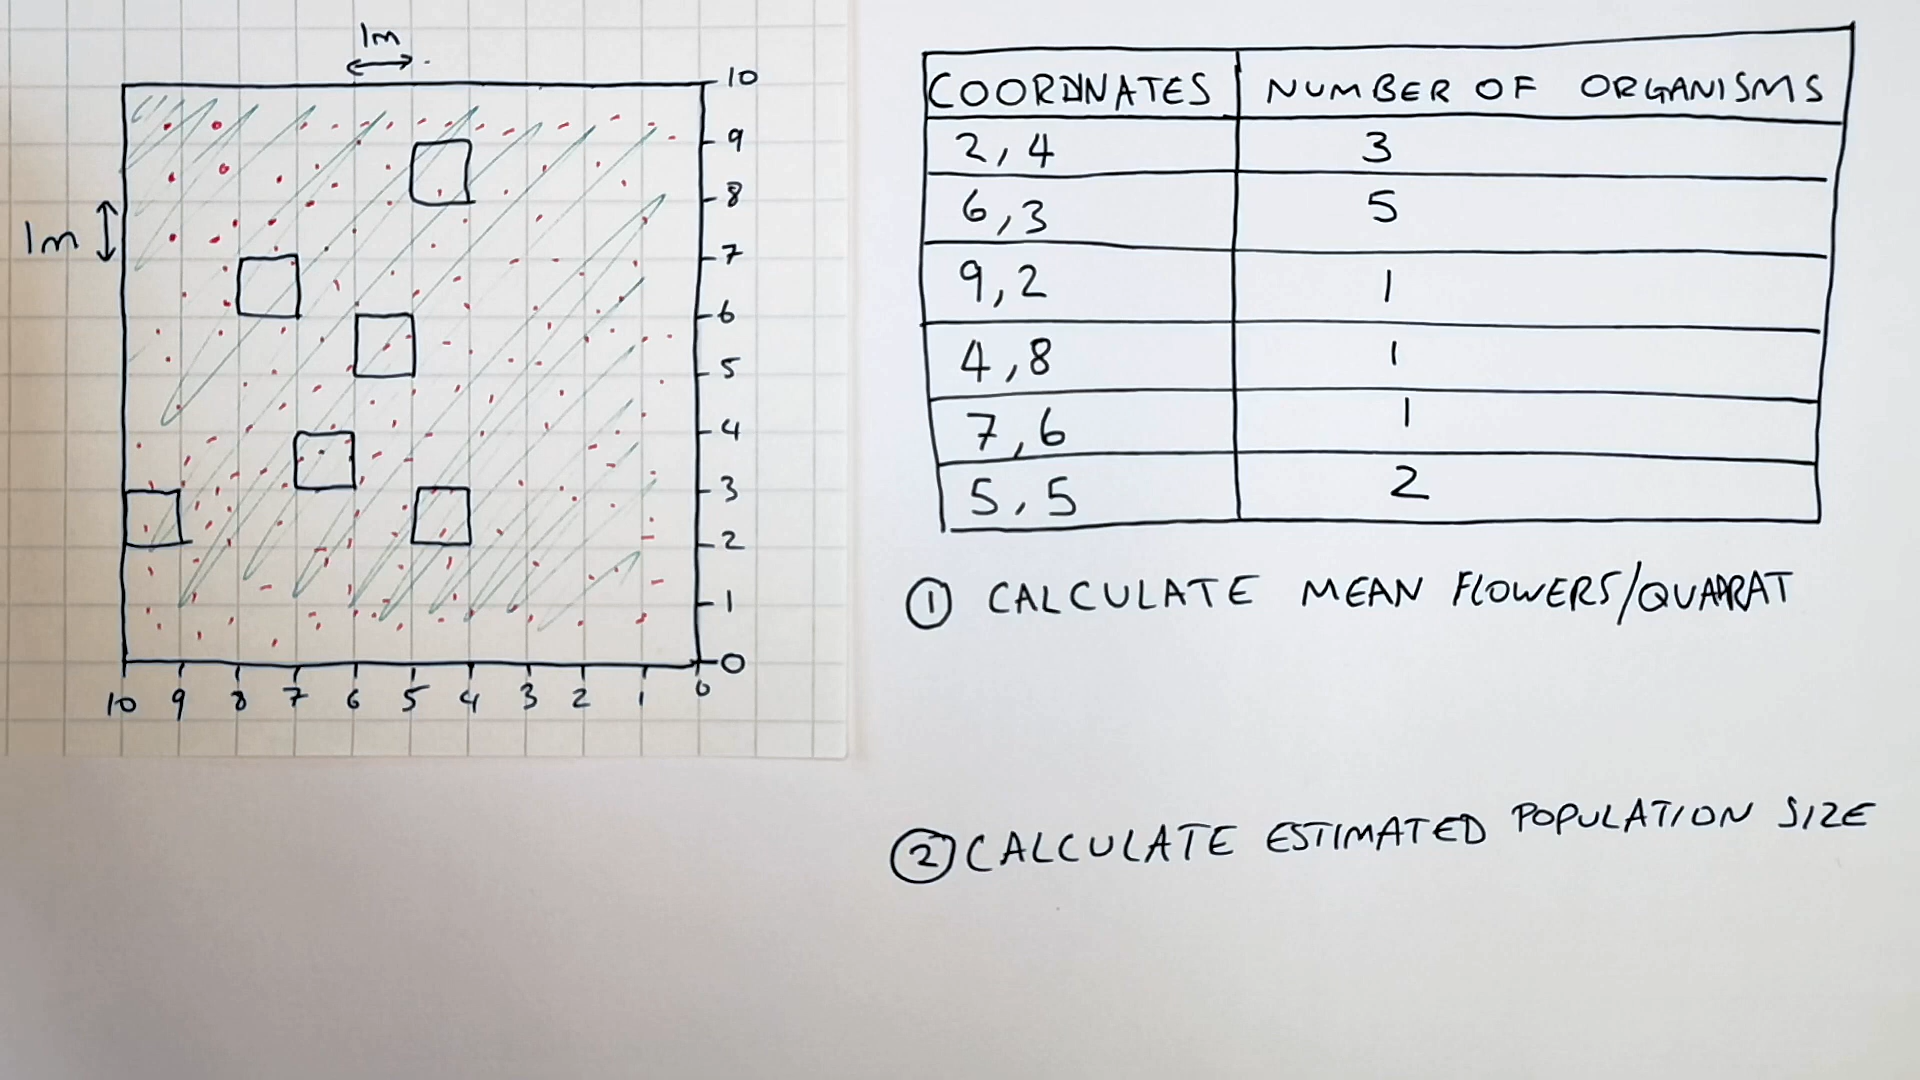 1m
10
9
8
1m
7
6
5
4
3
2
1
0
10 9 8 7 6 5 4 3 2 1 0
COORDNATES NUMBER OF ORGANISMS
2,4 3
6,3 5
9,2 1
4,8 1
7,6 1
5,5 2
① CALCULATE MEAN FLOWERS/QUADRAT
② CALCULATE ESTIMATED POPULATION SIZE